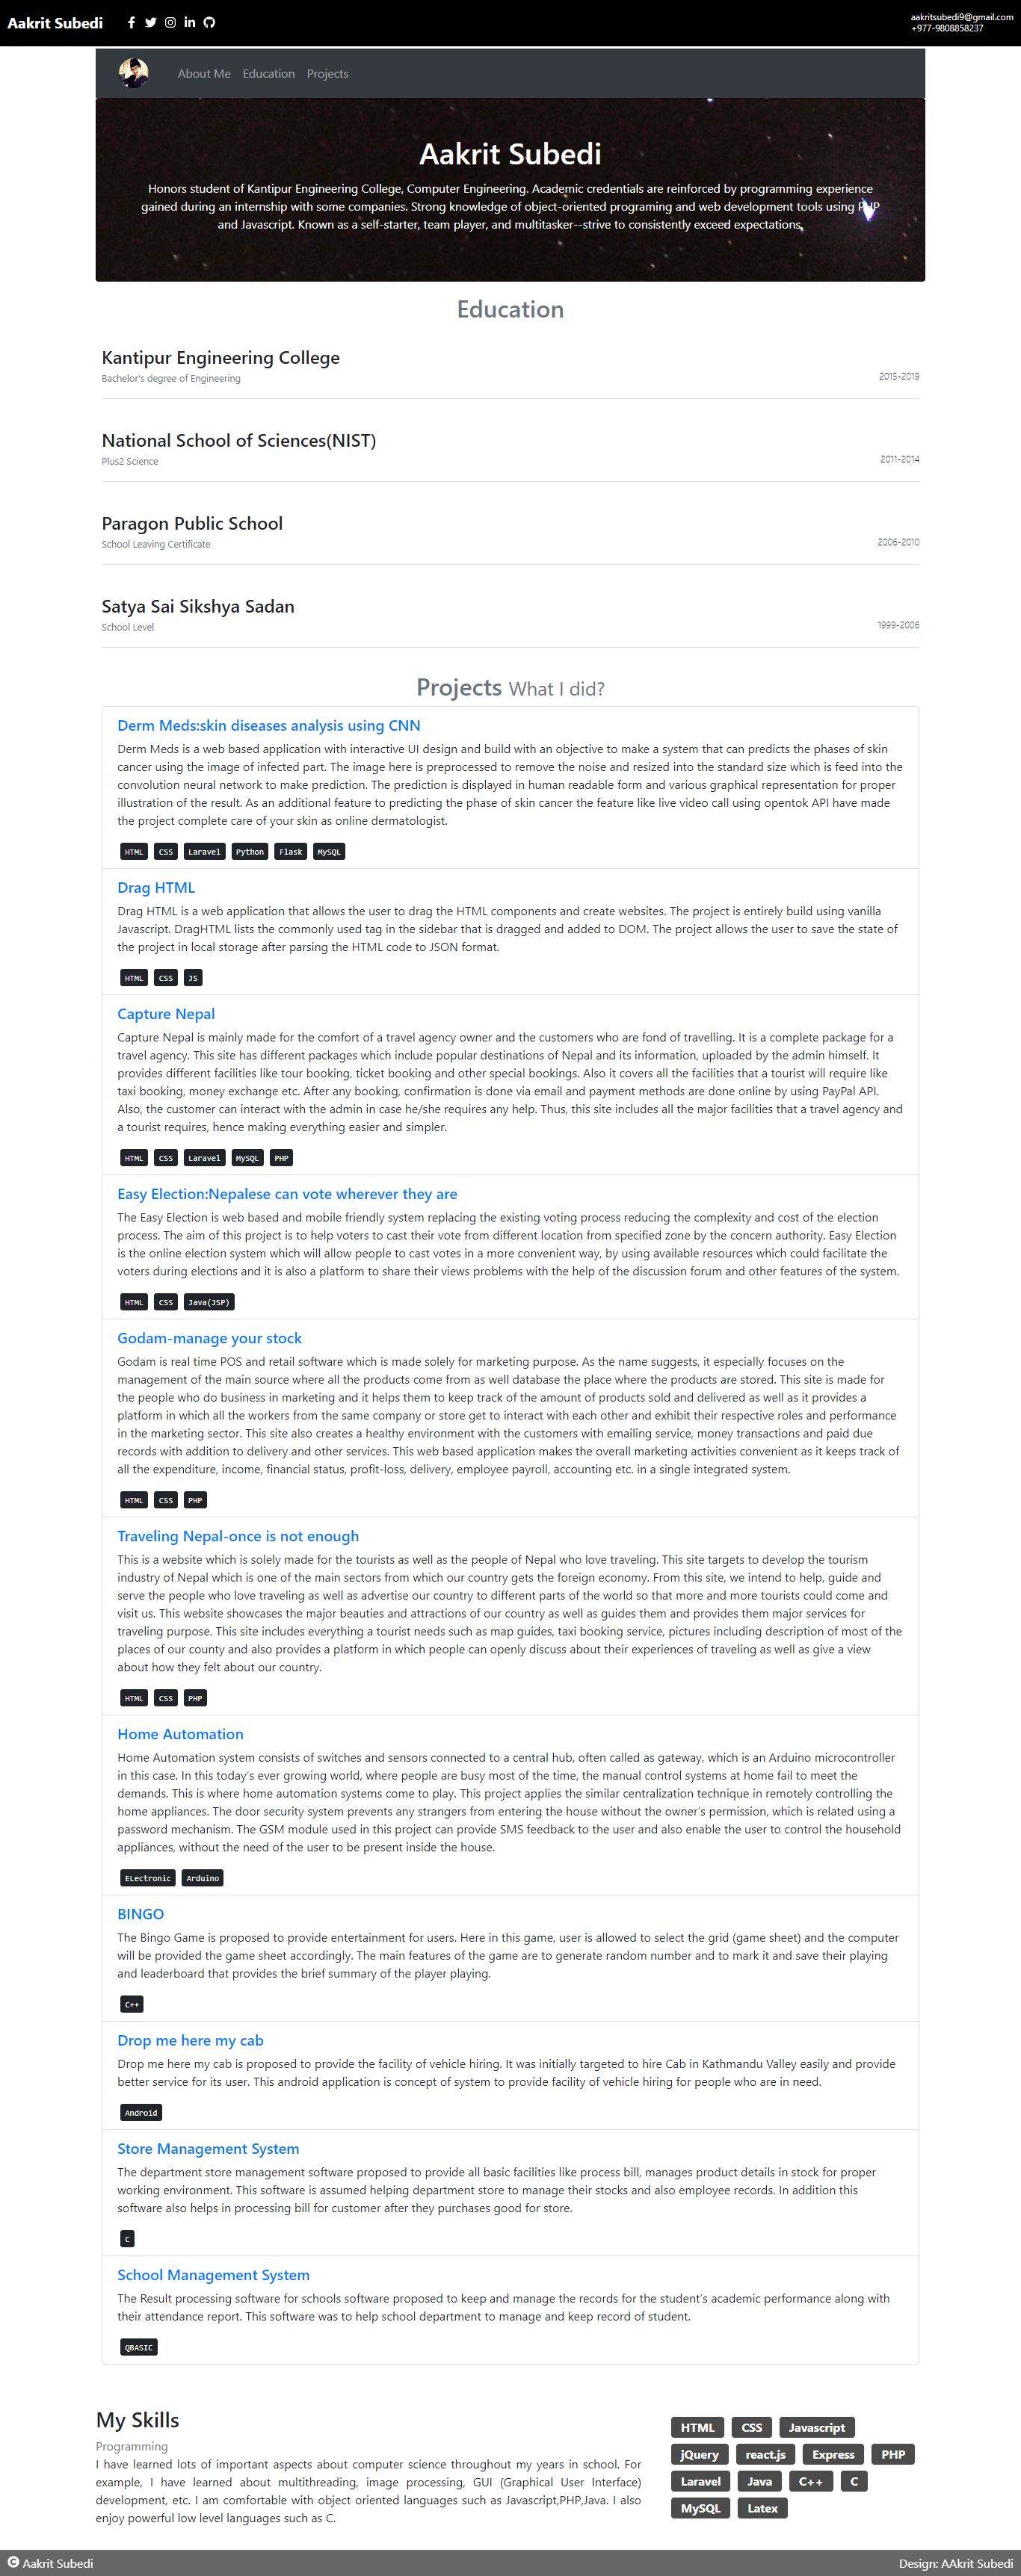 Aakrit Subedi
aakritsubedi9@gmail.com
+977-9808858237
About Me Education Projects
Aakrit Subedi
Honors student of Kantipur Engineering College, Computer Engineering. Academic credentials are reinforced by programming experience
gained during an internship with some companies. Strong knowledge of object-oriented programing and web development tools using PHP
and Javascript. Known as a self-starter, team player, and multitasker--strive to consistently exceed expectations.
Education
Kantipur Engineering College
Bachelor's degree of Engineering 2015-2019
National School of Sciences(NIST)
Plus2 Science 2011-2014
Paragon Public School
School Leaving Certificate 2006-2010
Satya Sai Sikshya Sadan
School Level 1999-2006
Projects What I did?
Derm Meds:skin diseases analysis using CNN
Derm Meds is a web based application with interactive UI design and build with an objective to make a system that can predicts the phases of skin
cancer using the image of infected part. The image here is preprocessed to remove the noise and resized into the standard size which is feed into the
convolution neural network to make prediction. The prediction is displayed in human readable form and various graphical representation for proper
illustration of the result. As an additional feature to predicting the phase of skin cancer the feature like live video call using opentok API have made
the project complete care of your skin as online dermatologist.
HTML CSS Laravel Python Flask MySQL
Drag HTML
Drag HTML is a web application that allows the user to drag the HTML components and create websites. The project is entirely build using vanilla
Javascript. DragHTML lists the commonly used tag in the sidebar that is dragged and added to DOM. The project allows the user to save the state of
the project in local storage after parsing the HTML code to JSON format.
HTML CSS JS
Capture Nepal
Capture Nepal is mainly made for the comfort of a travel agency owner and the customers who are fond of travelling. It is a complete package for a
travel agency. This site has different packages which include popular destinations of Nepal and its information, uploaded by the admin himself. It
provides different facilities like tour booking, ticket booking and other special bookings. Also it covers all the facilities that a tourist will require like
taxi booking, money exchange etc. After any booking, confirmation is done via email and payment methods are done online by using PayPal API.
Also, the customer can interact with the admin in case he/she requires any help. Thus, this site includes all the major facilities that a travel agency and
a tourist requires, hence making everything easier and simpler.
HTML CSS Laravel MySQL PHP
Easy Election:Nepalese can vote wherever they are
The Easy Election is web based and mobile friendly system replacing the existing voting process reducing the complexity and cost of the election
process. The aim of this project is to help voters to cast their vote from different location from specified zone by the concern authority. Easy Election
is the online election system which will allow people to cast votes in a more convenient way, by using available resources which could facilitate the
voters during elections and it is also a platform to share their views problems with the help of the discussion forum and other features of the system.
HTML CSS Java(JSP)
Godam-manage your stock
Godam is real time POS and retail software which is made solely for marketing purpose. As the name suggests, it especially focuses on the
management of the main source where all the products come from as well database the place where the products are stored. This site is made for
the people who do business in marketing and it helps them to keep track of the amount of products sold and delivered as well as it provides a
platform in which all the workers from the same company or store get to interact with each other and exhibit their respective roles and performance
in the marketing sector. This site also creates a healthy environment with the customers with emailing service, money transactions and paid due
records with addition to delivery and other services. This web based application makes the overall marketing activities convenient as it keeps track of
all the expenditure, income, financial status, profit-loss, delivery, employee payroll, accounting etc. in a single integrated system.
HTML CSS PHP
Traveling Nepal-once is not enough
This is a website which is solely made for the tourists as well as the people of Nepal who love traveling. This site targets to develop the tourism
industry of Nepal which is one of the main sectors from which our country gets the foreign economy. From this site, we intend to help, guide and
serve the people who love traveling as well as advertise our country to different parts of the world so that more and more tourists could come and
visit us. This website showcases the major beauties and attractions of our country as well as guides them and provides them major services for
traveling purpose. This site includes everything a tourist needs such as map guides, taxi booking service, pictures including description of most of the
places of our county and also provides a platform in which people can openly discuss about their experiences of traveling as well as give a view
about how they felt about our country.
HTML CSS PHP
Home Automation
Home Automation system consists of switches and sensors connected to a central hub, often called as gateway, which is an Arduino microcontroller
in this case. In this today's ever growing world, where people are busy most of the time, the manual control systems at home fail to meet the
demands. This is where home automation systems come to play. This project applies the similar centralization technique in remotely controlling the
home appliances. The door security system prevents any strangers from entering the house without the owner's permission, which is related using a
password mechanism. The GSM module used in this project can provide SMS feedback to the user and also enable the user to control the household
appliances, without the need of the user to be present inside the house.
ELectronic Arduino
BINGO
The Bingo Game is proposed to provide entertainment for users. Here in this game, user is allowed to select the grid (game sheet) and the computer
will be provided the game sheet accordingly. The main features of the game are to generate random number and to mark it and save their playing
and leaderboard that provides the brief summary of the player playing.
C++
Drop me here my cab
Drop me here my cab is proposed to provide the facility of vehicle hiring. It was initially targeted to hire Cab in Kathmandu Valley easily and provide
better service for its user. This android application is concept of system to provide facility of vehicle hiring for people who are in need.
Android
Store Management System
The department store management software proposed to provide all basic facilities like process bill, manages product details in stock for proper
working environment. This software is assumed helping department store to manage their stocks and also employee records. In addition this
software also helps in processing bill for customer after they purchases good for store.
C
School Management System
The Result processing software for schools software proposed to keep and manage the records for the student's academic performance along with
their attendance report. This software was to help school department to manage and keep record of student.
QBASIC
My Skills
Programming
I have learned lots of important aspects about computer science throughout my years in school. For
example, I have learned about multithreading, image processing, GUI (Graphical User Interface)
development, etc. I am comfortable with object oriented languages such as Javascript,PHP,Java. I also
enjoy powerful low level languages such as C.
HTML CSS Javascript
jQuery react.js Express PHP
Laravel Java C++ C
MySQL Latex
© Aakrit Subedi
Design: AAkrit Subedi